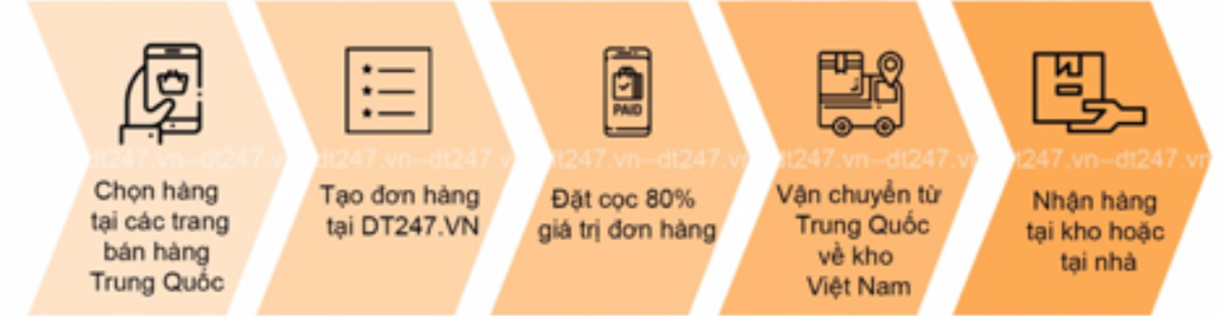 PAID
dt247.vn--dt247.vn
dt247.vn--dt247.vn
dt247.vn--dt247.vn
dt247.vn--dt247.vn
dt247.vn--dt247.vn
Chọn hàng
tại các trang
bán hàng
Trung Quốc
Tạo đơn hàng
tại DT247.VN
Đặt cọc 80%
giá trị đơn hàng
Vận chuyển từ
Trung Quốc
về kho
Việt Nam
Nhận hàng
tại kho hoặc
tại nhà